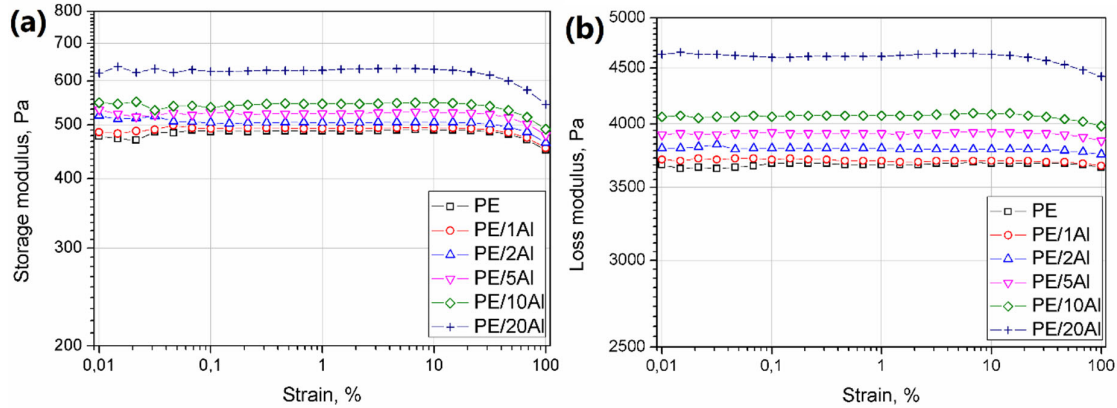 (a)
800
700
600
500
400
300
200
Storage modulus, Pa
PE
PE/1Al
PE/2Al
PE/5Al
PE/10Al
PE/20Al
0,01
0,1
1
10
100
Strain, %
(b)
5000
4500
4000
3500
3000
2500
Loss modulus, Pa
PE
PE/1Al
PE/2Al
PE/5Al
PE/10Al
PE/20Al
0,01
0,1
1
10
100
Strain, %